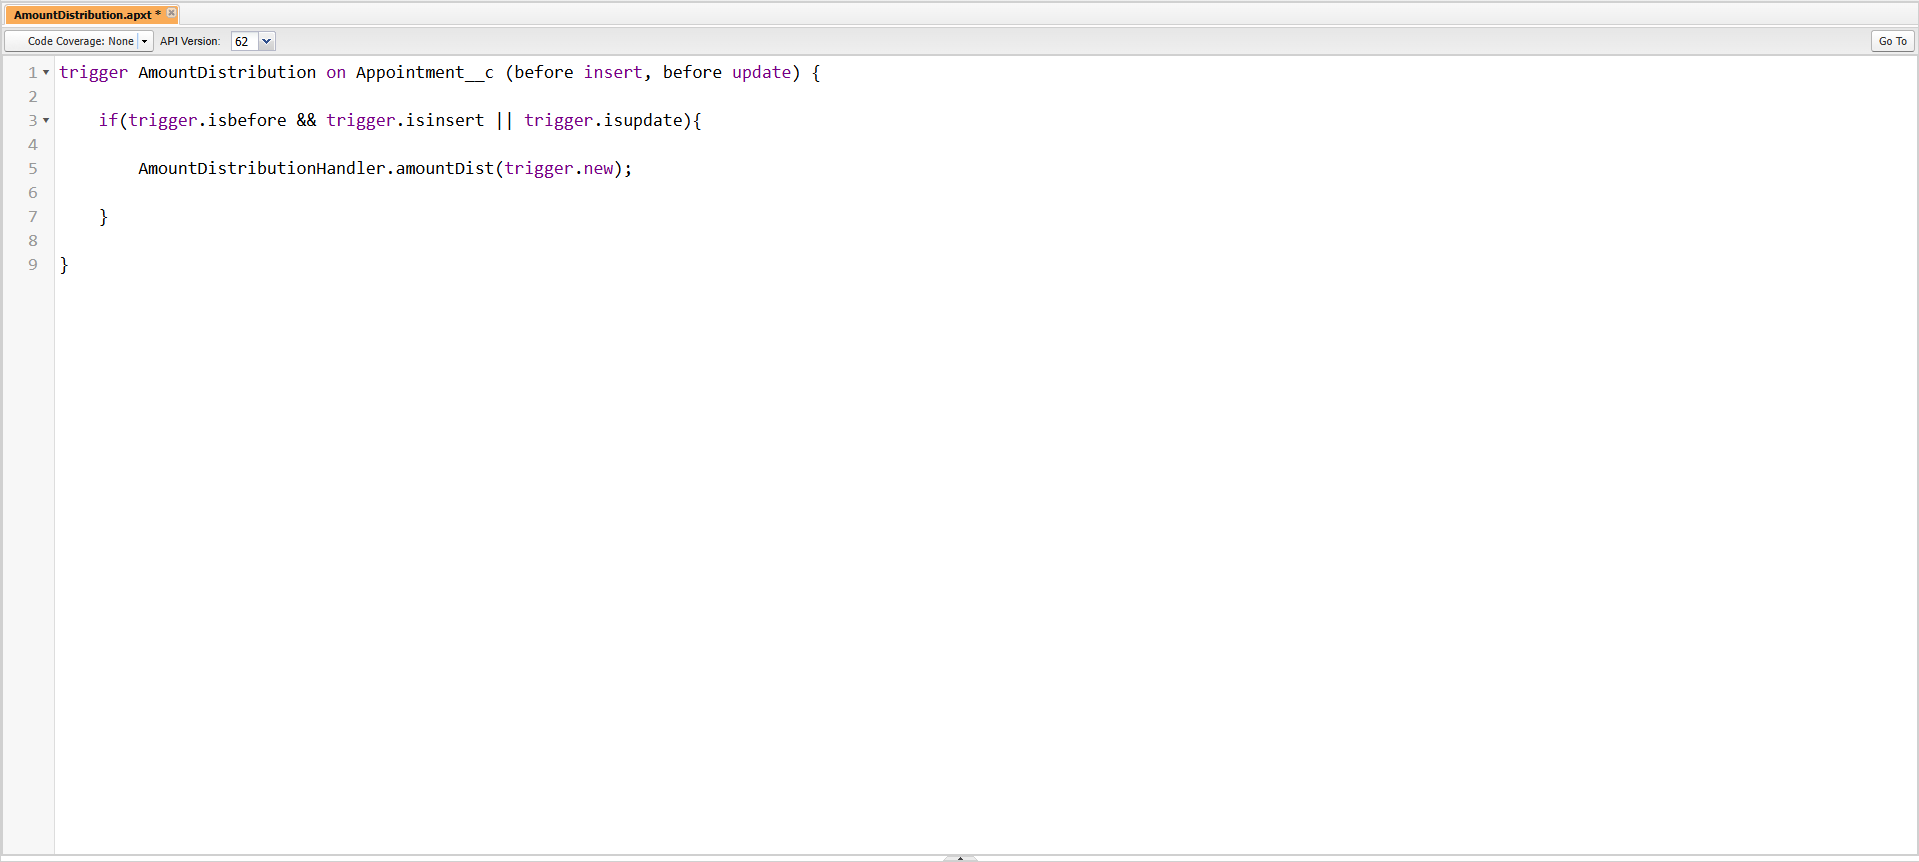 AmountDistribution.apxt *
Code Coverage: None API Version: 62 Go To
1 trigger AmountDistribution on Appointment__c (before insert, before update) {
2
3 if(trigger.isbefore && trigger.isinsert || trigger.isupdate){
4
5 AmountDistributionHandler.amountDist(trigger.new);
6
7 }
8
9 }